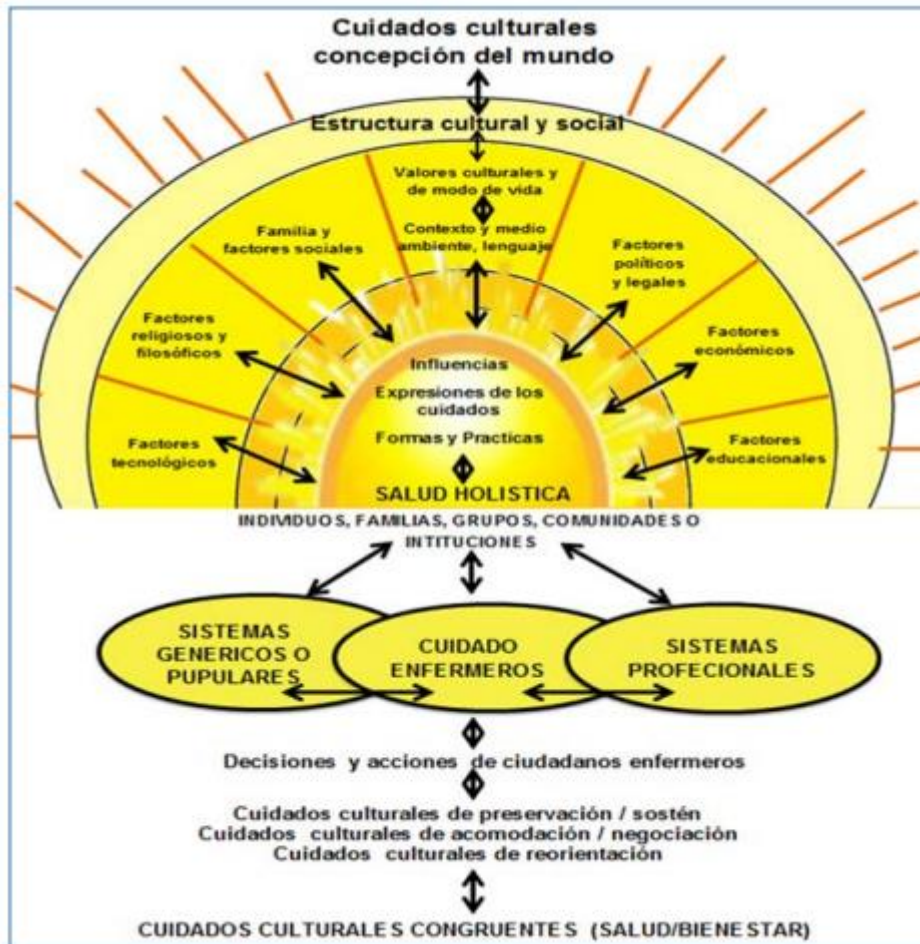 Cuidados culturales
concepción del mundo
Estructura cultural y social
Valores culturales y
de modo de vida
Familia y
factores sociales
Contexto y medio
ambiente, lenguaje
Factores
políticos
y legales
Factores
religiosos y
filosóficos
Factores
económicos
Factores
tecnológicos
Factores
educacionales
Influencias
Expresiones de los
cuidados
Formas y Practicas
SALUD HOLISTICA
INDIVIDUOS, FAMILIAS, GRUPOS, COMUNIDADES O
INTITUCIONES
SISTEMAS
GENERICOS O
PUPULARES
CUIDADO
ENFERMEROS
SISTEMAS
PROFECIONALES
Decisiones y acciones de ciudadanos enfermeros
Cuidados culturales de preservación / sostén
Cuidados culturales de acomodación / negociación
Cuidados culturales de reorientación
CUIDADOS CULTURALES CONGRUENTES (SALUD/BIENESTAR)